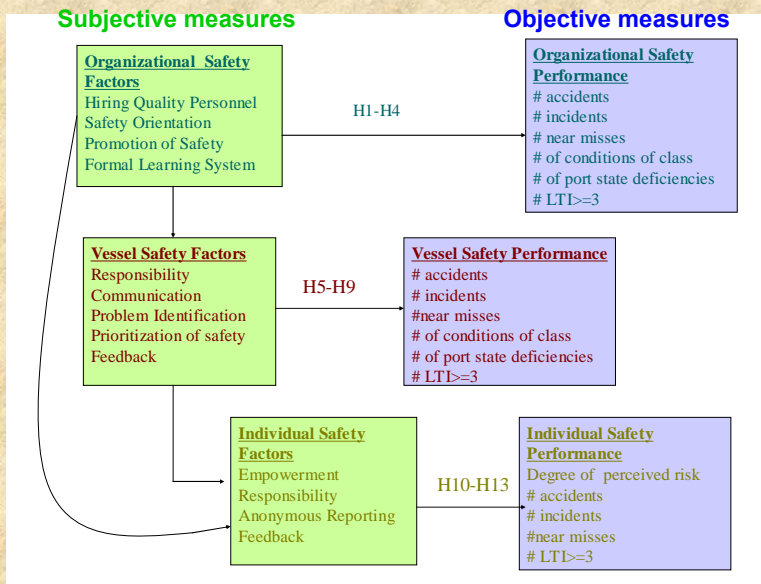 Subjective measures
Objective measures
Organizational Safety
Factors
Hiring Quality Personnel
Safety Orientation
Promotion of Safety
Formal Learning System
H1-H4
Organizational Safety
Performance
# accidents
# incidents
# near misses
# of conditions of class
# of port state deficiencies
# LTI>=3
Vessel Safety Factors
Responsibility
Communication
Problem Identification
Prioritization of safety
Feedback
H5-H9
Vessel Safety Performance
# accidents
# incidents
#near misses
# of conditions of class
# of port state deficiencies
# LTI>=3
Individual Safety
Factors
Empowerment
Responsibility
Anonymous Reporting
Feedback
H10-H13
Individual Safety
Performance
Degree of perceived risk
# accidents
# incidents
#near misses
# LTI>=3